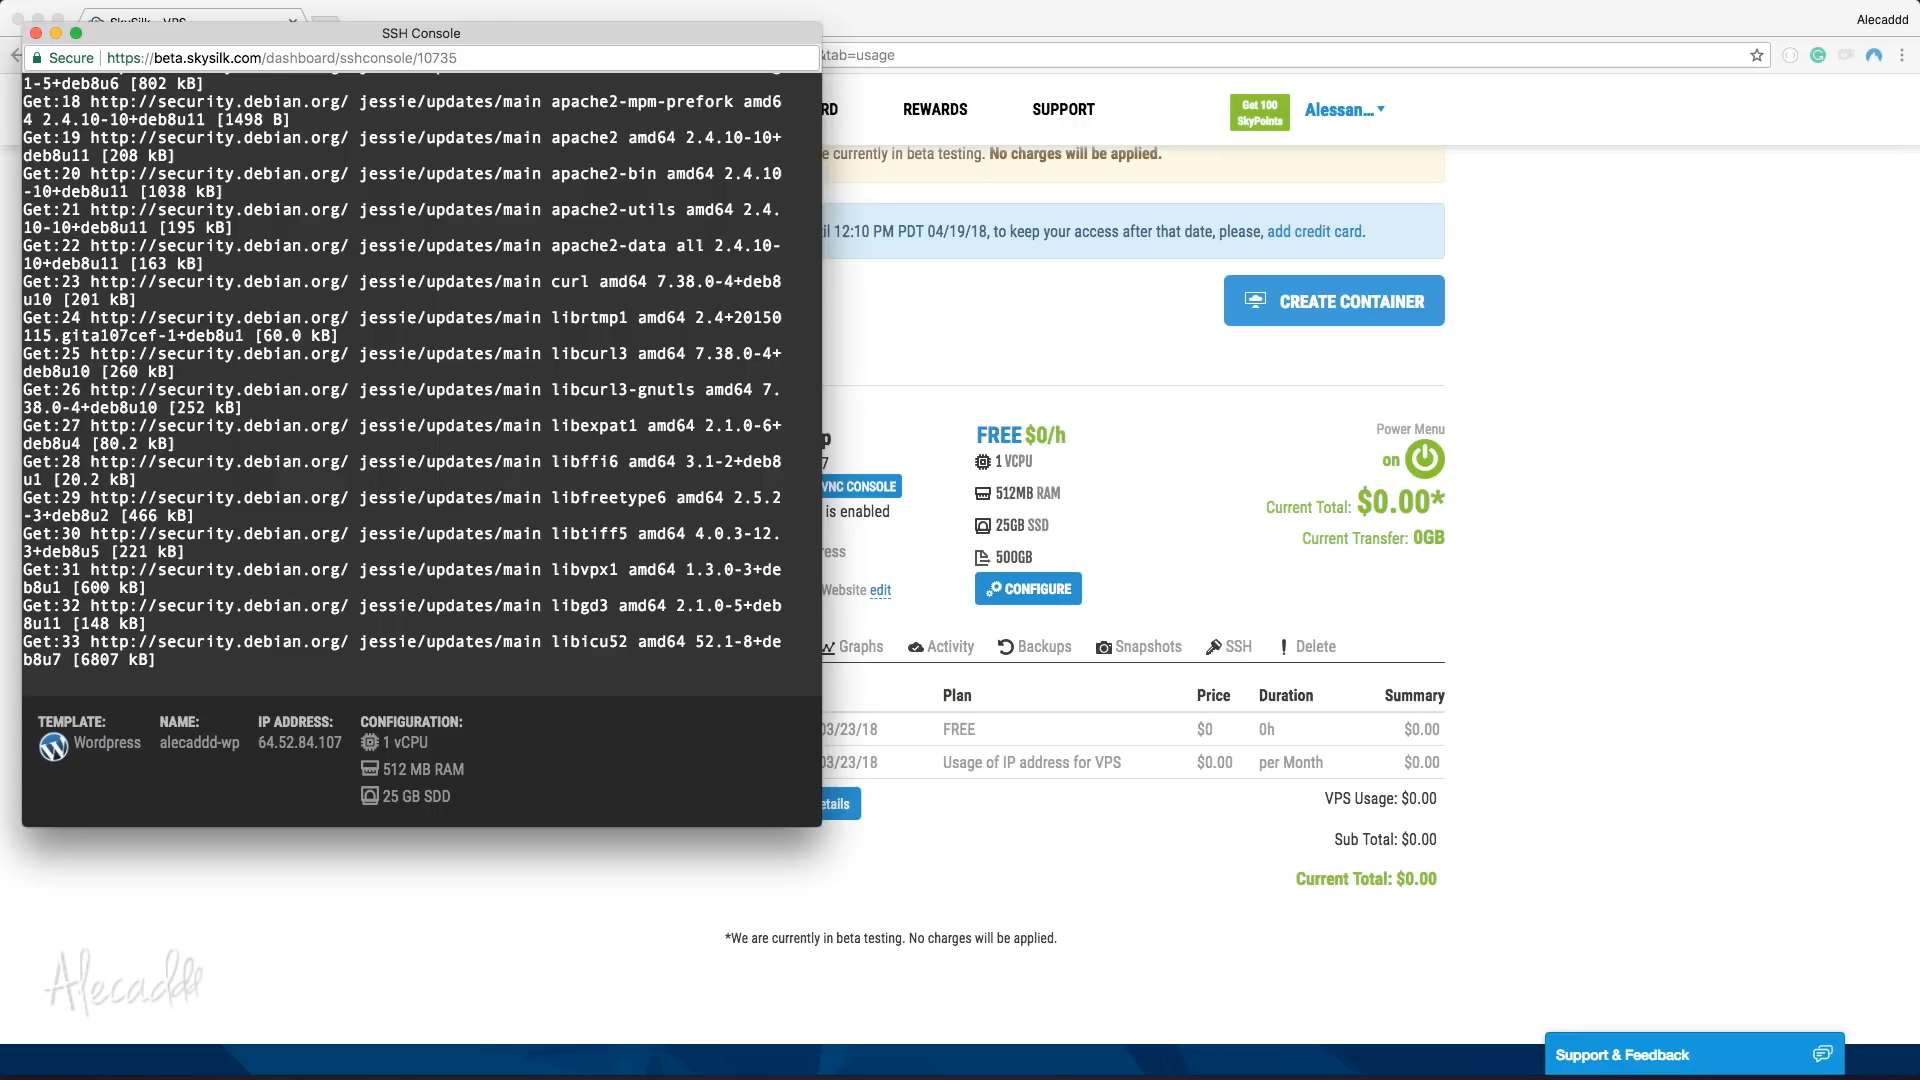 SkySilk - VPS
Alecaddd
SSH Console
Secure
https://beta.skysilk.com/dashboard/sshconsole/10735
&tab=usage
1-5+deb8u6 [802 kB]
Get:18 http://security.debian.org/ jessie/updates/main apache2-mpm-prefork amd6
4 2.4.10-10+deb8u11 [1498 B]
Get:19 http://security.debian.org/ jessie/updates/main apache2 amd64 2.4.10-10+
deb8u11 [208 kB]
Get:20 http://security.debian.org/ jessie/updates/main apache2-bin amd64 2.4.10
-10+deb8u11 [1038 kB]
Get:21 http://security.debian.org/ jessie/updates/main apache2-utils amd64 2.4.
10-10+deb8u11 [195 kB]
Get:22 http://security.debian.org/ jessie/updates/main apache2-data all 2.4.10-
10+deb8u11 [163 kB]
Get:23 http://security.debian.org/ jessie/updates/main curl amd64 7.38.0-4+deb8
u10 [201 kB]
Get:24 http://security.debian.org/ jessie/updates/main librtmp1 amd64 2.4+20150
115.gita107cef-1+deb8u1 [60.0 kB]
Get:25 http://security.debian.org/ jessie/updates/main libcurl3 amd64 7.38.0-4+
deb8u10 [260 kB]
Get:26 http://security.debian.org/ jessie/updates/main libcurl3-gnutls amd64 7.
38.0-4+deb8u10 [252 kB]
Get:27 http://security.debian.org/ jessie/updates/main libexpat1 amd64 2.1.0-6+
deb8u4 [80.2 kB]
Get:28 http://security.debian.org/ jessie/updates/main libffi6 amd64 3.1-2+deb8
u1 [20.2 kB]
Get:29 http://security.debian.org/ jessie/updates/main libfreetype6 amd64 2.5.2
-3+deb8u2 [466 kB]
Get:30 http://security.debian.org/ jessie/updates/main libtiff5 amd64 4.0.3-12.
3+deb8u5 [221 kB]
Get:31 http://security.debian.org/ jessie/updates/main libvpx1 amd64 1.3.0-3+de
b8u1 [600 kB]
Get:32 http://security.debian.org/ jessie/updates/main libgd3 amd64 2.1.0-5+deb
8u11 [148 kB]
Get:33 http://security.debian.org/ jessie/updates/main libicu52 amd64 52.1-8+de
b8u7 [6807 kB]
TEMPLATE: NAME: IP ADDRESS: CONFIGURATION:
Wordpress alecaddd-wp 64.52.84.107 1 vCPU
512 MB RAM
25 GB SDD
RD REWARDS SUPPORT
Get 100
SkyPoints
Alessan...
e currently in beta testing. No charges will be applied.
til 12:10 PM PDT 04/19/18, to keep your access after that date, please, add credit card.
CREATE CONTAINER
p
7
VNC CONSOLE
is enabled
ress
Website edit
FREE $0/h
1 VCPU
512MB RAM
25GB SSD
500GB
CONFIGURE
Power Menu
on
Current Total: $0.00*
Current Transfer: 0GB
Graphs Activity Backups Snapshots SSH Delete
Plan Price Duration Summary
03/23/18 FREE $0 0h $0.00
03/23/18 Usage of IP address for VPS $0.00 per Month $0.00
etails
VPS Usage: $0.00
Sub Total: $0.00
Current Total: $0.00
*We are currently in beta testing. No charges will be applied.
Alecaddd
Support & Feedback